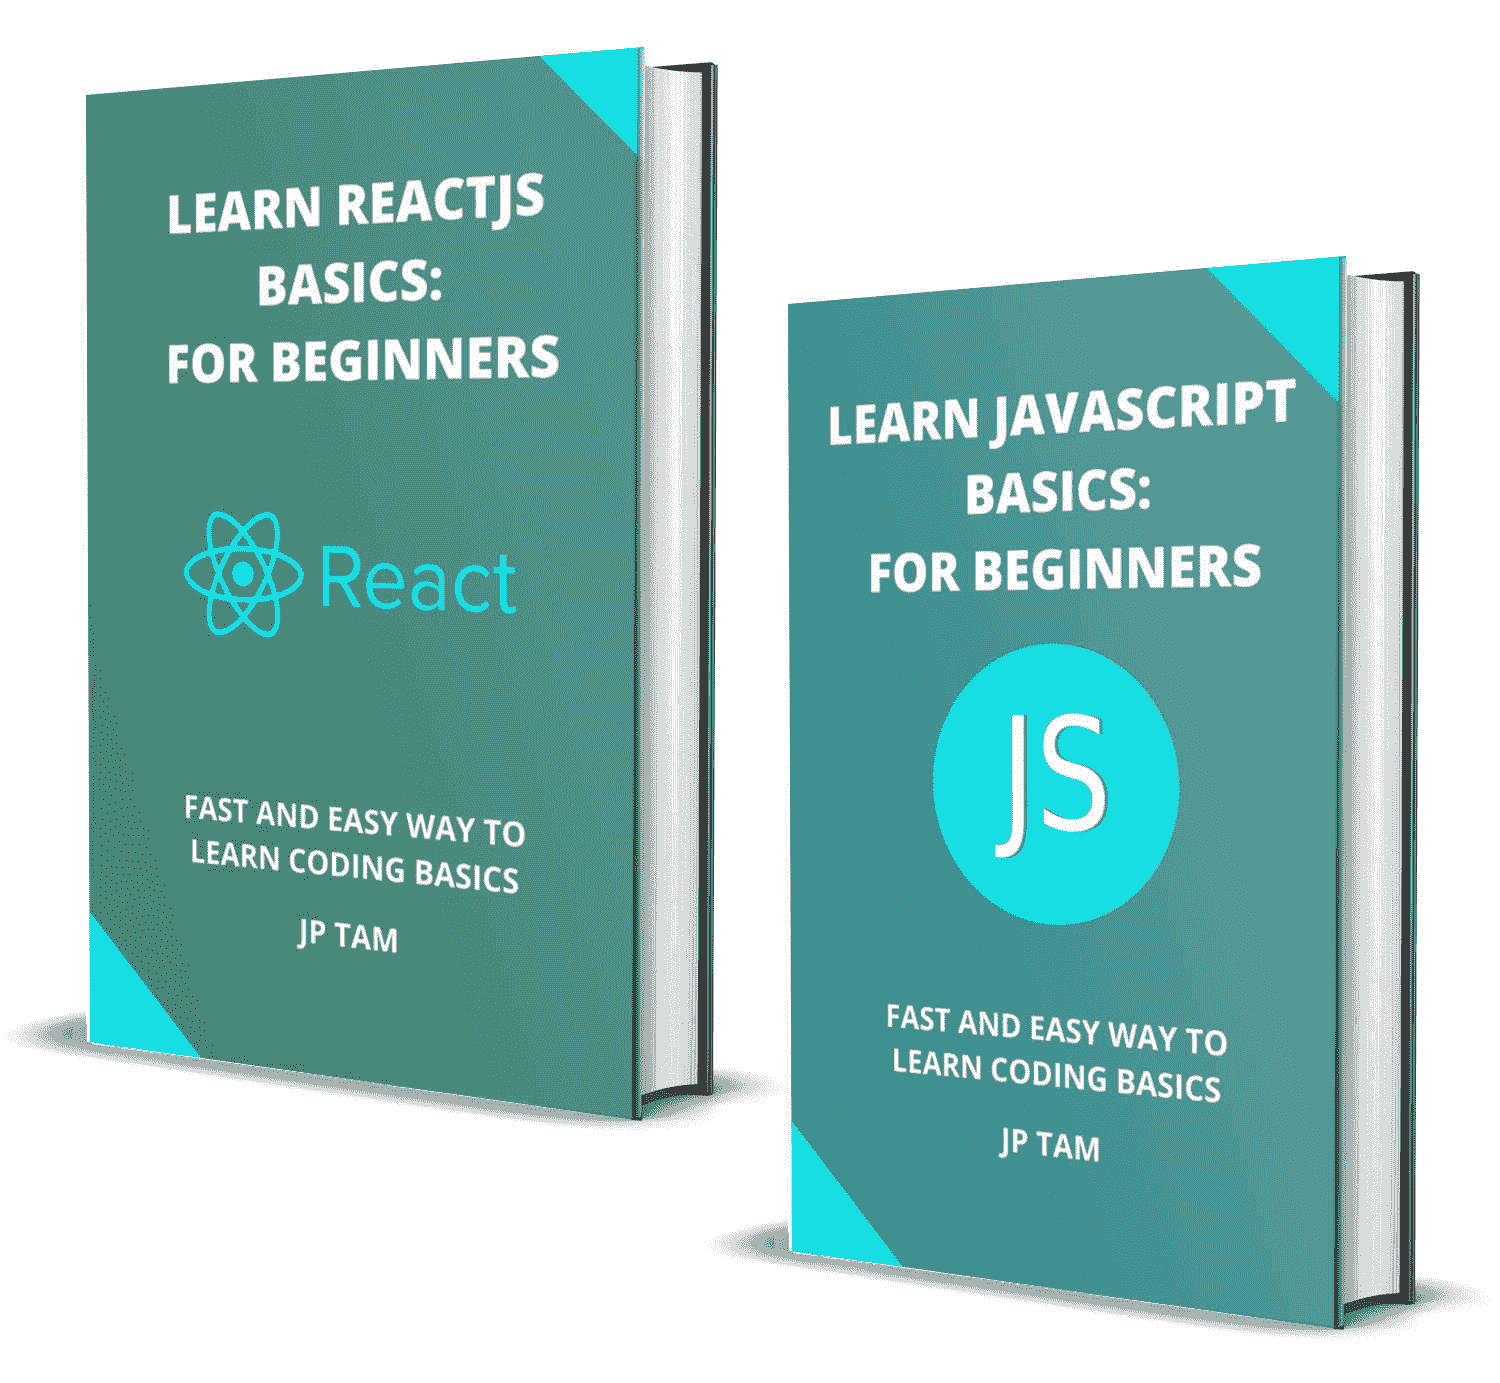 LEARN REACTJS
BASICS:
FOR BEGINNERS
React
FAST AND EASY WAY TO
LEARN CODING BASICS
JP TAM
LEARN JAVASCRIPT
BASICS:
FOR BEGINNERS
JS
FAST AND EASY WAY TO
LEARN CODING BASICS
JP TAM